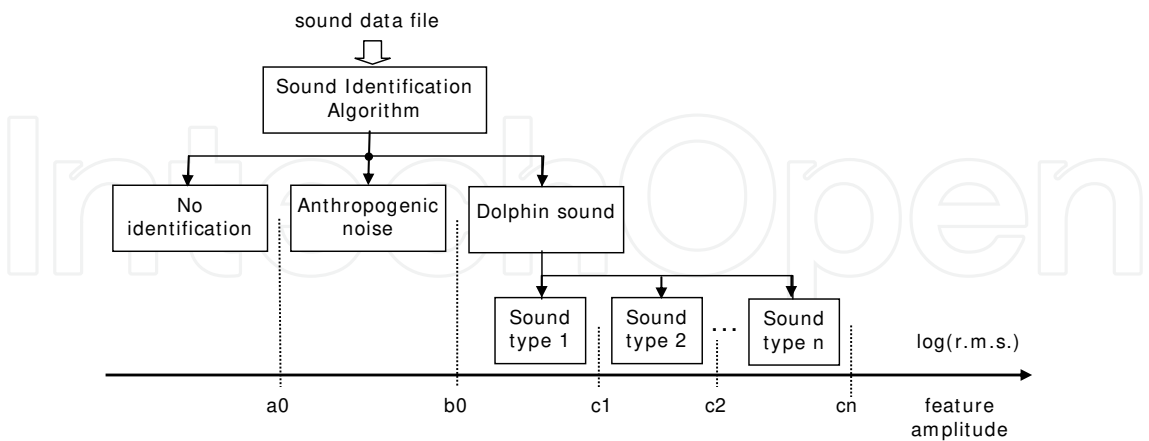 sound data file
Sound Identification
Algorithm
No
identification
Anthropogenic
noise
Dolphin sound
Sound
type 1
Sound
type 2
...
Sound
type n
log(r.m.s.)
a0
b0
c1
c2
cn
feature
amplitude
IntechOpen